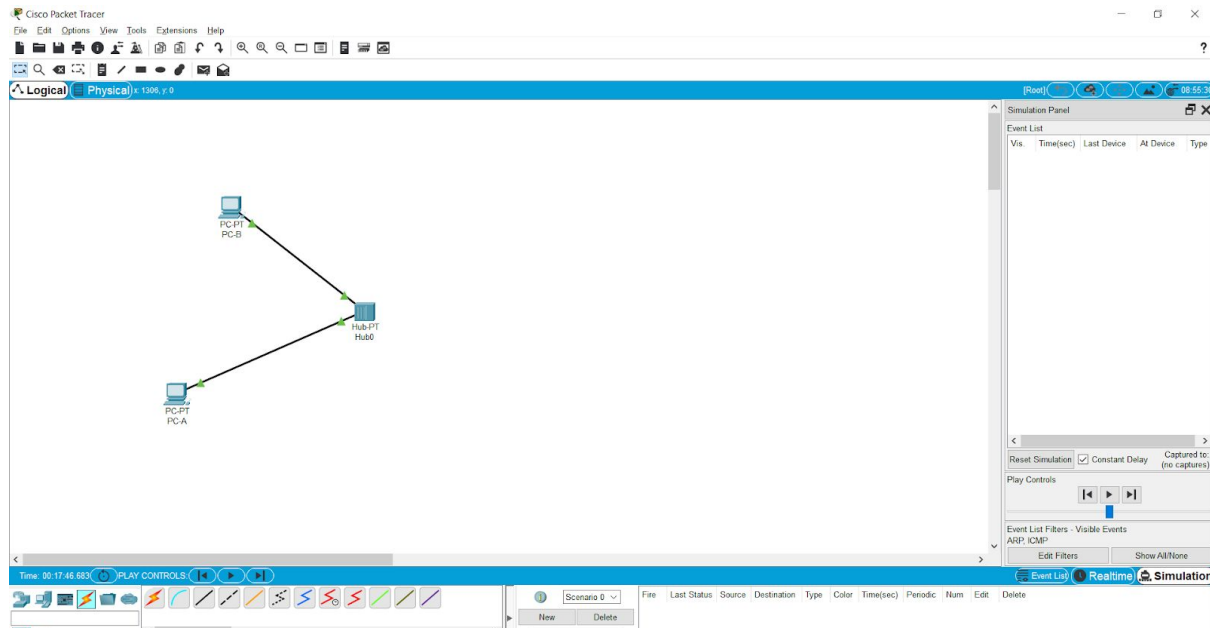 Cisco Packet Tracer
File Edit Options View Tools Extensions Help
?
Logical Physical x: 1306, y: 0 [Root] 08:55:30
Simulation Panel
Event List
Vis. Time(sec) Last Device At Device Type
PC-PT
PC-B
Hub-PT
Hub0
PC-PT
PC-A
Reset Simulation Constant Delay Captured to:
(no captures)
Play Controls
Event List Filters - Visible Events
ARP, ICMP
Edit Filters Show All/None
Time: 00:17:46.683 PLAY CONTROLS: Event List Realtime Simulation
Scenario 0 Fire Last Status Source Destination Type Color Time(sec) Periodic Num Edit Delete
New Delete